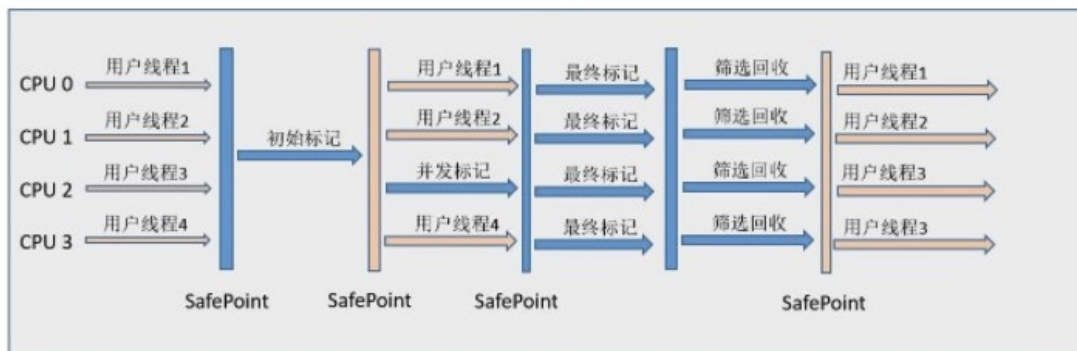 CPU 0 用户线程1 用户线程1 最终标记 筛选回收 用户线程1
CPU 1 用户线程2 初始标记 用户线程2 最终标记 筛选回收 用户线程2
CPU 2 用户线程3 并发标记 最终标记 筛选回收 用户线程3
CPU 3 用户线程4 用户线程4 最终标记 筛选回收 用户线程3
SafePoint SafePoint SafePoint SafePoint